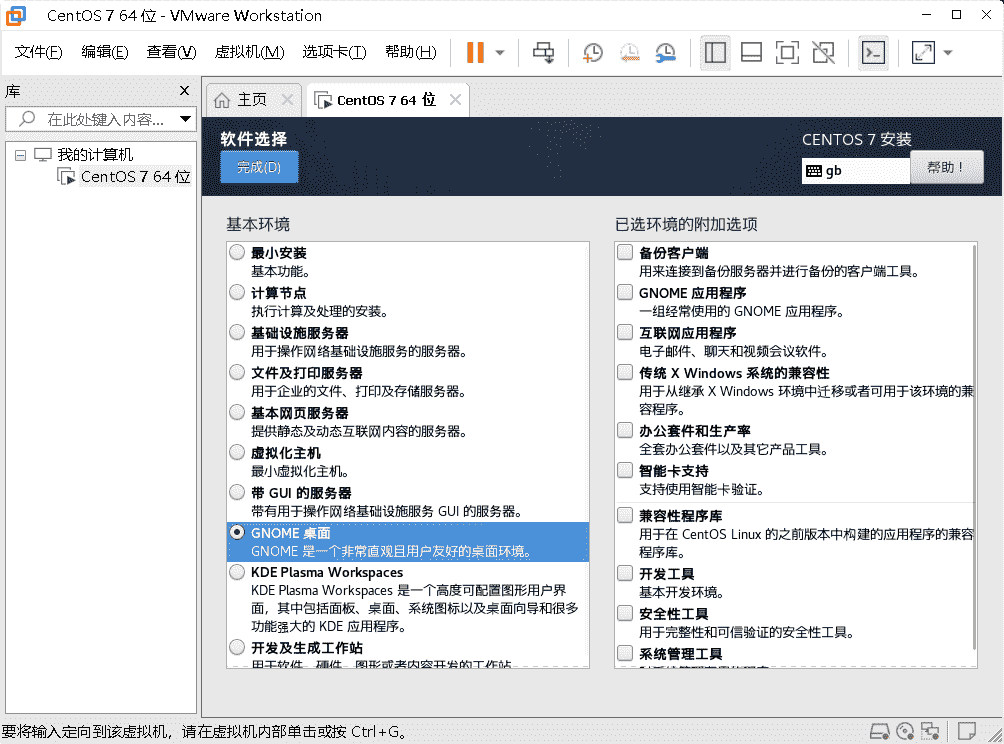 CentOS 7 64 位 - VMware Workstation
文件(F) 编辑(E) 查看(V) 虚拟机(M) 选项卡(T) 帮助(H)
库
主页
CentOS 7 64 位
在此处键入内容...
我的计算机
CentOS 7 64 位
软件选择
完成(D)
CENTOS 7 安装
gb
帮助！
基本环境
最小安装
基本功能。
计算节点
执行计算及处理的安装。
基础设施服务器
用于操作网络基础设施服务的服务器。
文件及打印服务器
用于企业的文件、打印及存储服务器。
基本网页服务器
提供静态及动态互联网内容的服务器。
虚拟化主机
最小虚拟化主机。
带 GUI 的服务器
带有用于操作网络基础设施服务 GUI 的服务器。
GNOME 桌面
GNOME 是一个非常直观且用户友好的桌面环境。
KDE Plasma Workspaces
KDE Plasma Workspaces 是一个高度可配置图形用户界
面，其中包括面板、桌面、系统图标以及桌面向导和很多
功能强大的 KDE 应用程序。
开发及生成工作站
用于软件、硬件、图形或者内容开发的工作站
已选环境的附加选项
备份客户端
用来连接到备份服务器并进行备份的客户端工具。
GNOME 应用程序
一组经常使用的 GNOME 应用程序。
互联网应用程序
电子邮件、聊天和视频会议软件。
传统 X Windows 系统的兼容性
用于从继承 X Windows 环境中迁移或者可用于该环境的兼
容程序。
办公套件和生产率
全套办公套件以及其它产品工具。
智能卡支持
支持使用智能卡验证。
兼容性程序库
用于在 CentOS Linux 的之前版本中构建的应用程序的兼容
程序库。
开发工具
基本开发环境。
安全性工具
用于完整性和可信验证的安全性工具。
系统管理工具
要将输入定向到该虚拟机，请在虚拟机内部单击或按 Ctrl+G。